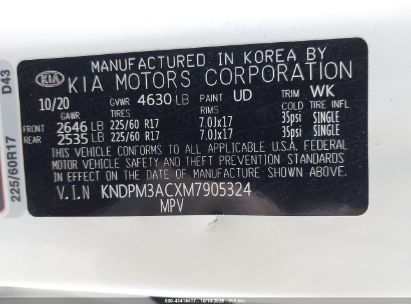 MANUFACTURED IN KOREA BY
KIA KIA MOTORS CORPORATION
10/20 GVWR 4630 LB PAINT UD TRIM WK
COLD TIRE INFL
FRONT 2646 LB 225/60 R17 7.0Jx17 35psi SINGLE
REAR 2535 LB 225/60 R17 7.0Jx17 35psi SINGLE
THIS VEHICLE CONFORMS TO ALL APPLICABLE U.S.A FEDERAL
MOTOR VEHICLE SAFETY BUMPER, AND THEFT PREVENTION STANDARDS
IN EFFECT ON THE DATE OF MANUFACTURE SHOWN ABOVE.
V.I.N KNDPM3ACXM7905324
MPV
D43
225/60R17